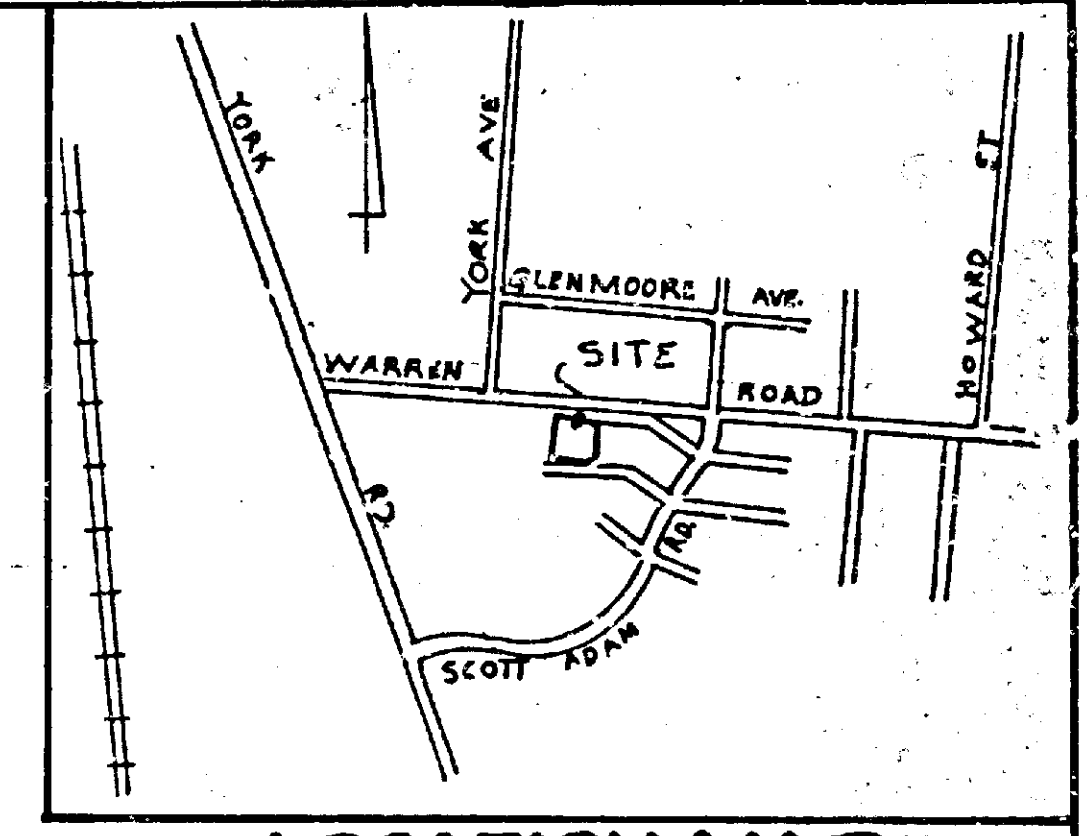 YORK
AVE
YORK
GLENMOORE AVE.
SITE
WARREN ROAD
HOWARD ST
RD
RD.
SCOTT ADAM